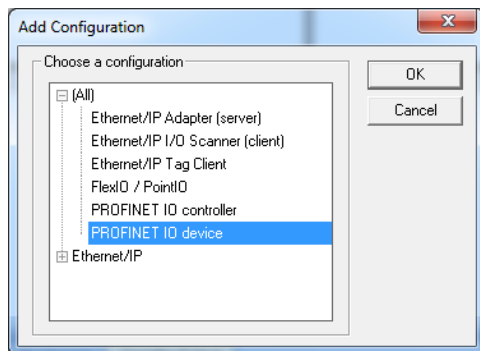 Add Configuration
Choose a configuration
(All)
Ethernet/IP Adapter (server)
Ethernet/IP I/O Scanner (client)
Ethernet/IP Tag Client
FlexIO / PointIO
PROFINET IO controller
PROFINET IO device
Ethernet/IP
OK
Cancel